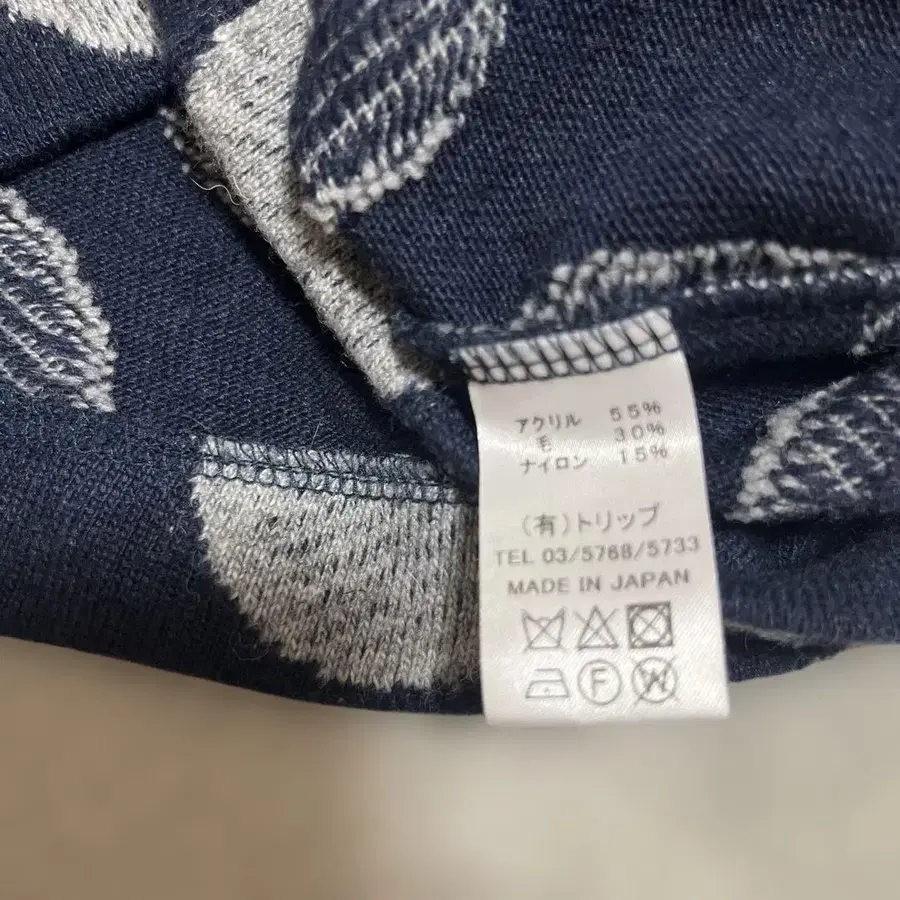 アクリル 55%
毛 30%
ナイロン 15%
(有)トリップ
TEL 03/5768/5733
MADE IN JAPAN
F W